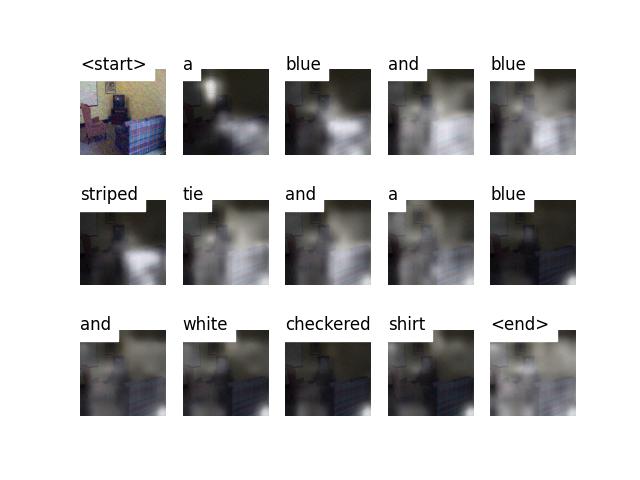 <start> a blue and blue
striped tie and a blue
and white checkered shirt <end>